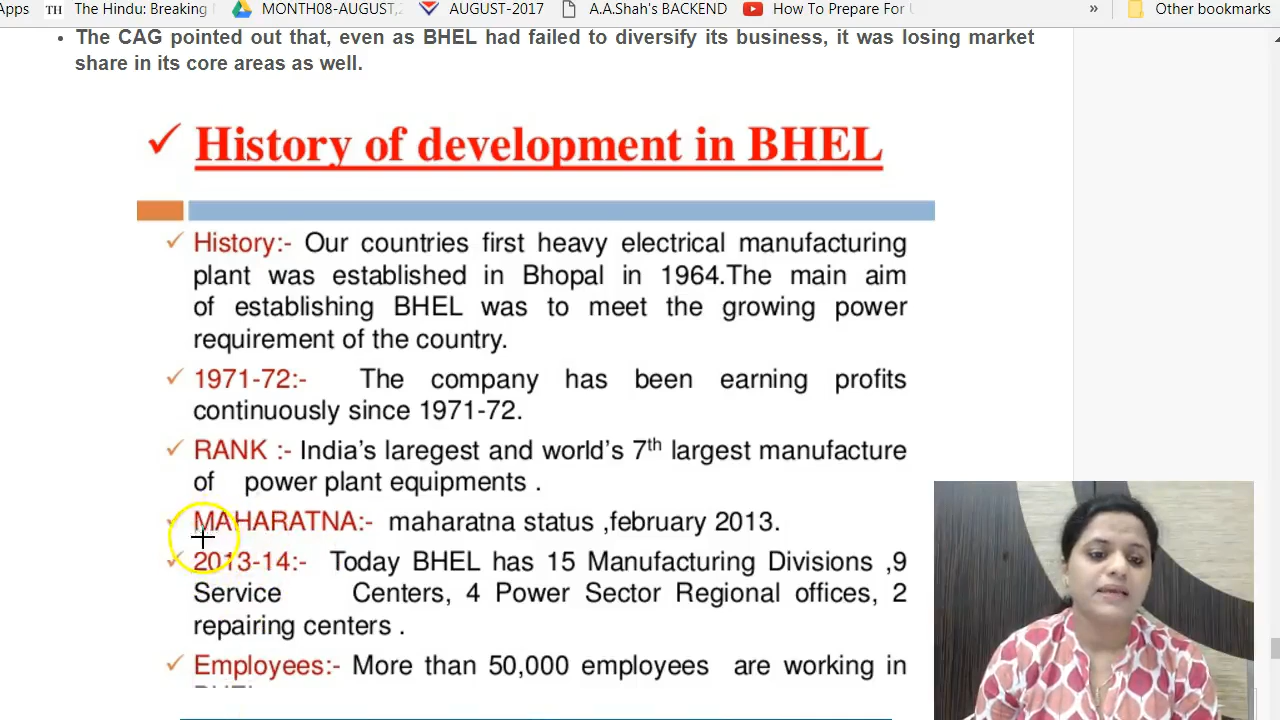 Apps TH The Hindu: Breaking MONTH08-AUGUST, AUGUST-2017 A.A.Shah's BACKEND How To Prepare For » Other bookmarks
• The CAG pointed out that, even as BHEL had failed to diversify its business, it was losing market
share in its core areas as well.
✓ History of development in BHEL
✓ History:- Our countries first heavy electrical manufacturing
plant was established in Bhopal in 1964.The main aim
of establishing BHEL was to meet the growing power
requirement of the country.
✓ 1971-72:- The company has been earning profits
continuously since 1971-72.
✓ RANK :- India's laregest and world's 7th largest manufacture
of power plant equipments .
✓ MAHARATNA:- maharatna status ,february 2013.
✓ 2013-14:- Today BHEL has 15 Manufacturing Divisions ,9
Service Centers, 4 Power Sector Regional offices, 2
repairing centers .
✓ Employees:- More than 50,000 employees are working in
BHEL